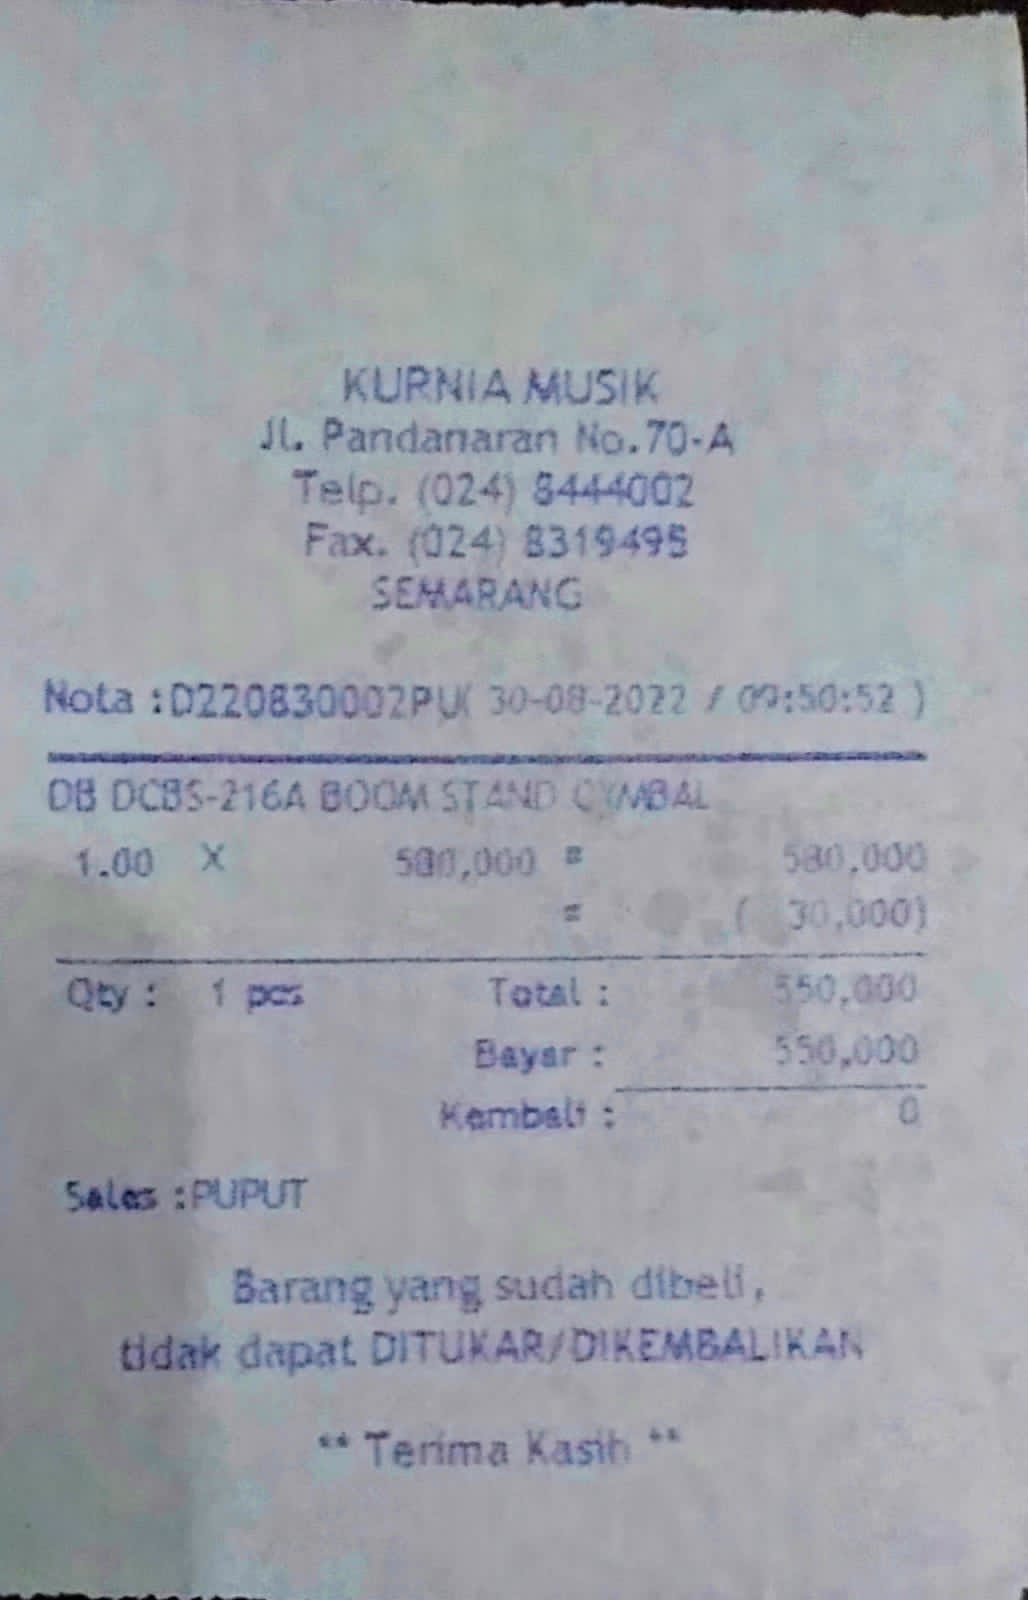 KURNIA MUSIK
Jl. Pandanaran No.70-A
Telp. (024) 8444002
Fax. (024) 8319495
SEMARANG
Nota :D220830002PU( 30-08-2022 / 09:50:52 )
DB DCBS-216A BOOM STAND CYMBAL
1.00 X 580,000 = 580,000
= ( 30,000)
Qty : 1 pcs Total : 550,000
Bayar : 550,000
Kembali : 0
Sales :PUPUT
Barang yang sudah dibeli,
tidak dapat DITUKAR/DIKEMBALIKAN
** Terima Kasih **